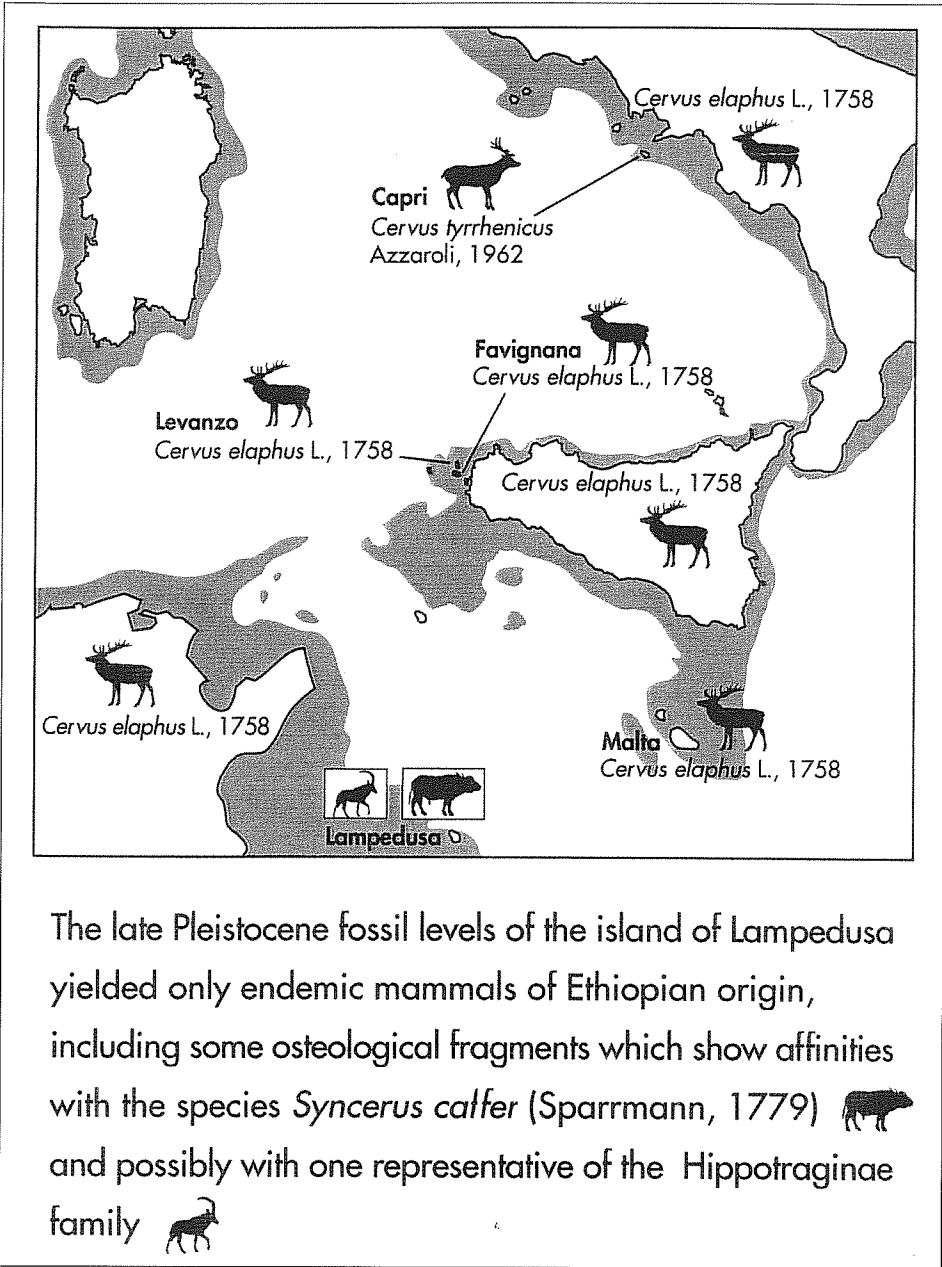 Cervus elaphus L., 1758
Capri
Cervus tyrrhenicus
Azzaroli, 1962
Favignana
Cervus elaphus L., 1758
Levanzo
Cervus elaphus L., 1758
Cervus elaphus L., 1758
Cervus elaphus L., 1758
Malta
Cervus elaphus L., 1758
Lampedusa
The late Pleistocene fossil levels of the island of Lampedusa
yielded only endemic mammals of Ethiopian origin,
including some osteological fragments which show affinities
with the species Syncerus calfer (Sparrmann, 1779)
and possibly with one representative of the Hippotraginae
family